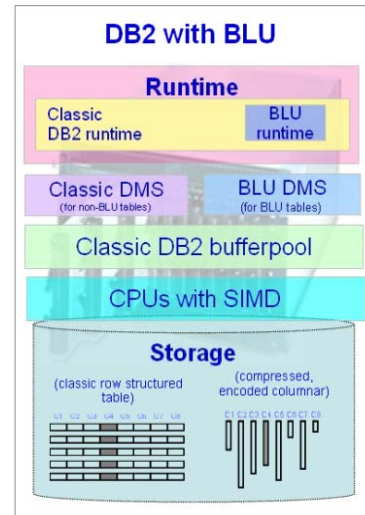 DB2 with BLU
Runtime
Classic
DB2 runtime
BLU
runtime
Classic DMS
(for non-BLU tables)
BLU DMS
(for BLU tables)
Classic DB2 bufferpool
CPUs with SIMD
Storage
(classic row structured
table)
C1 C2 C3 C4 C5 C6 C7 C8
(compressed,
encoded columnar)
C1 C2 C3 C4 C5 C6 C7 C8